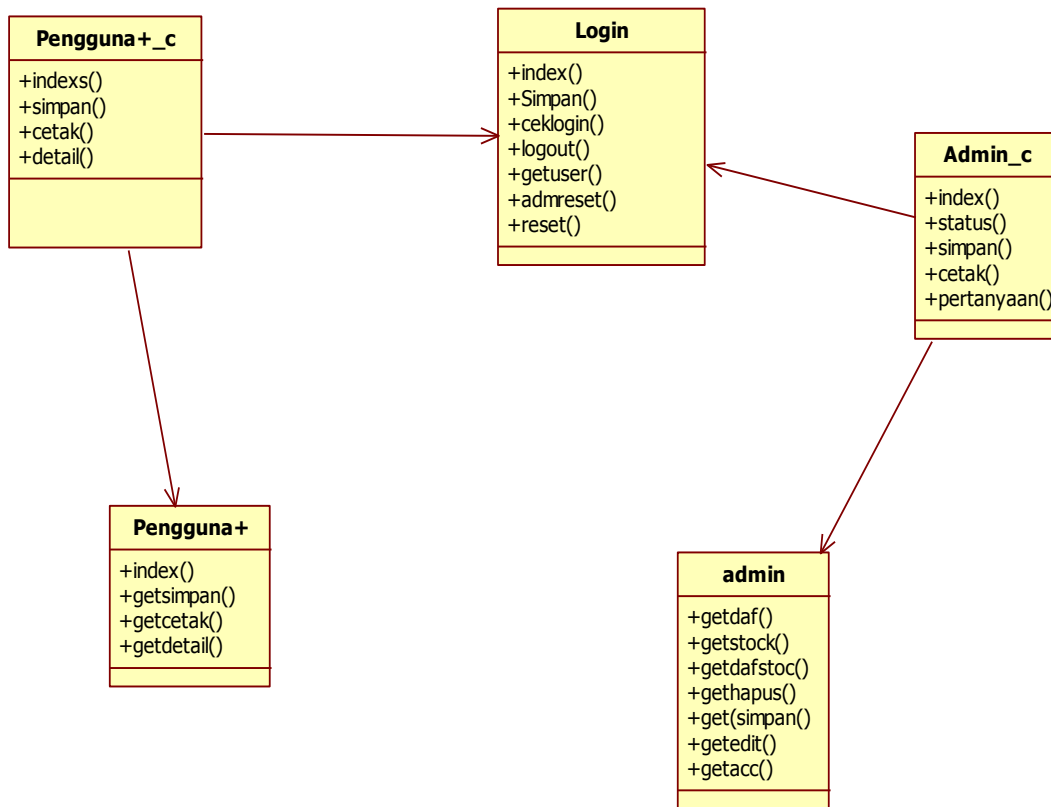 Pengguna+_c
+indexs()
+simpan()
+cetak()
+detail()
Login
+index()
+Simpan()
+ceklogin()
+logout()
+getuser()
+admreset()
+reset()
Admin_c
+index()
+status()
+simpan()
+cetak()
+pertanyaan()
Pengguna+
+index()
+getsimpan()
+getcetak()
+getdetail()
admin
+getdaf()
+getstock()
+getdafstoc()
+gethapus()
+get(simpan()
+getedit()
+getacc()